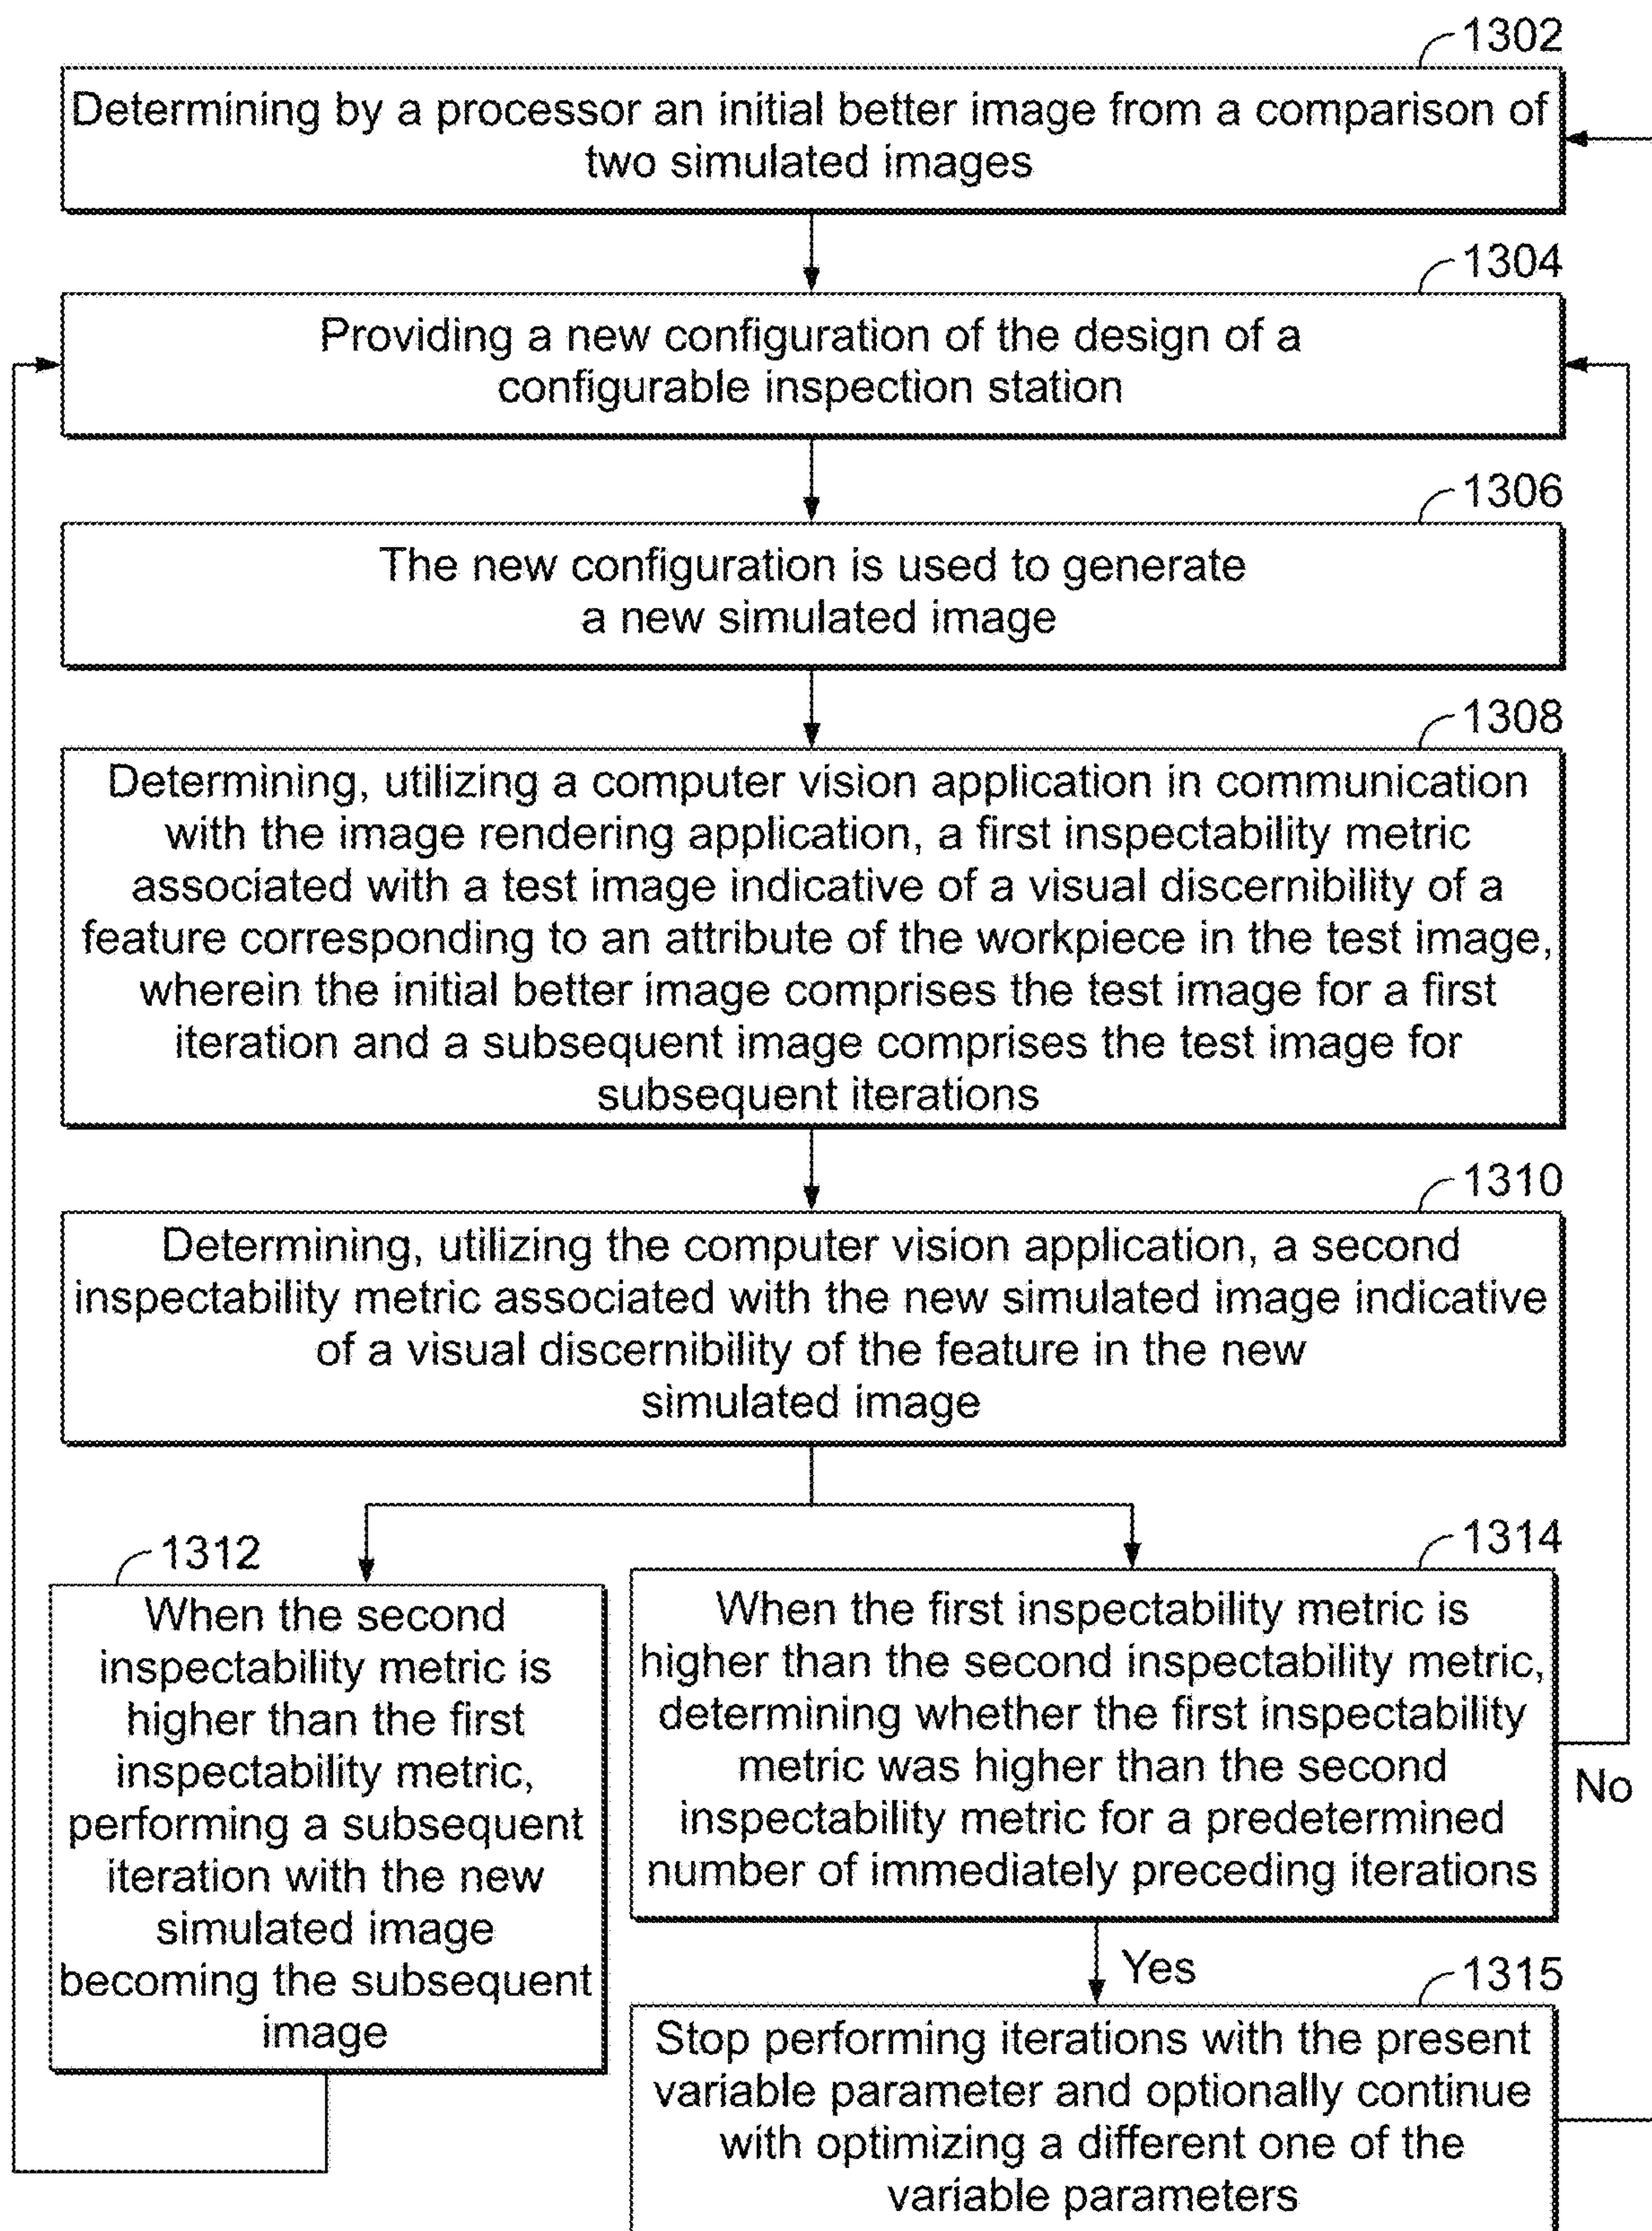 1302
Determining by a processor an initial better image from a comparison of
two simulated images
1304
Providing a new configuration of the design of a
configurable inspection station
1306
The new configuration is used to generate
a new simulated image
1308
Determining, utilizing a computer vision application in communication
with the image rendering application, a first inspectability metric
associated with a test image indicative of a visual discernibility of a
feature corresponding to an attribute of the workpiece in the test image,
wherein the initial better image comprises the test image for a first
iteration and a subsequent image comprises the test image for
subsequent iterations
1310
Determining, utilizing the computer vision application, a second
inspectability metric associated with the new simulated image indicative
of a visual discernibility of the feature in the new
simulated image
1312
When the second
inspectability metric is
higher than the first
inspectability metric,
performing a subsequent
iteration with the new
simulated image
becoming the subsequent
image
1314
When the first inspectability metric is
higher than the second inspectability metric,
determining whether the first inspectability
metric was higher than the second
inspectability metric for a predetermined
number of immediately preceding iterations
No
Yes
1315
Stop performing iterations with the present
variable parameter and optionally continue
with optimizing a different one of the
variable parameters